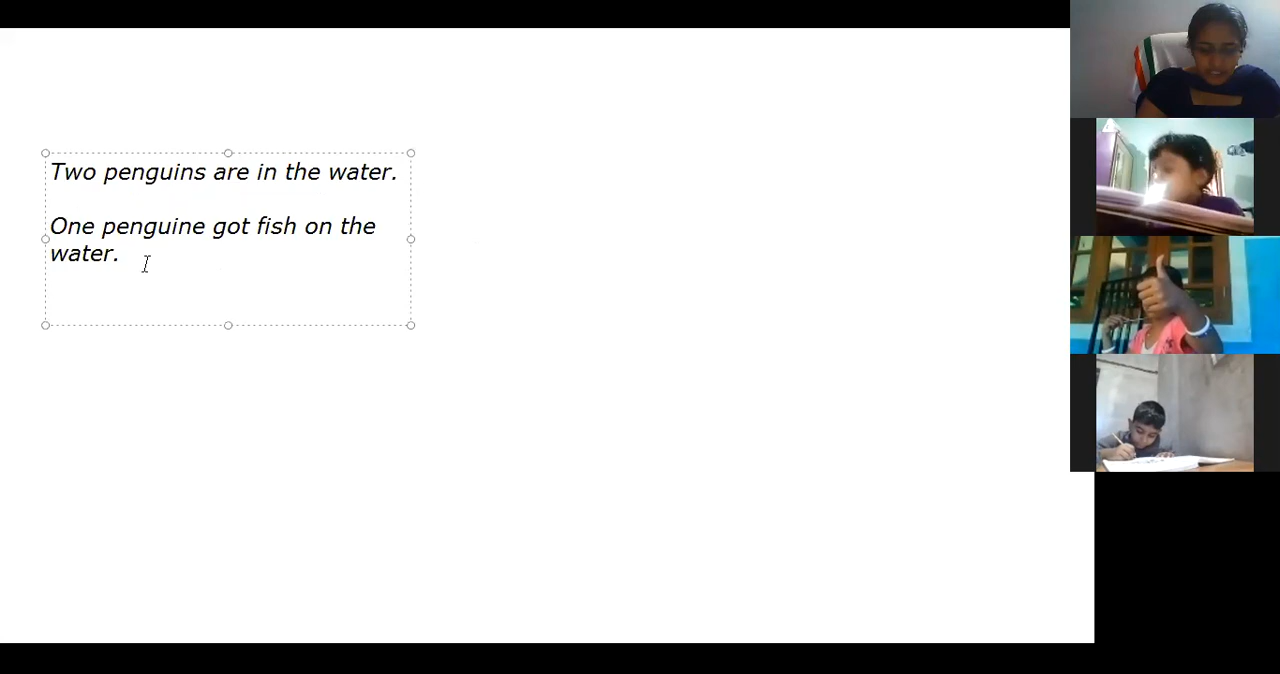 Two penguins are in the water.
One penguine got fish on the
water.